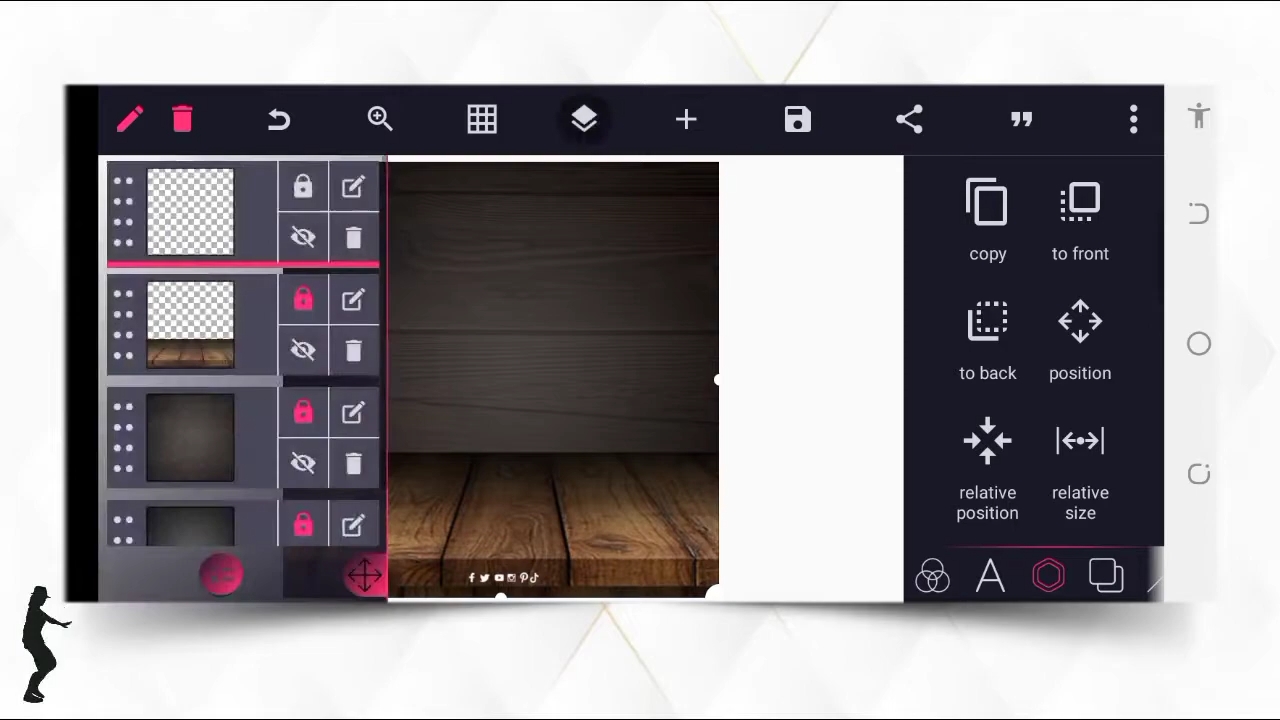 copy
to front
to back
position
relative
position
relative
size